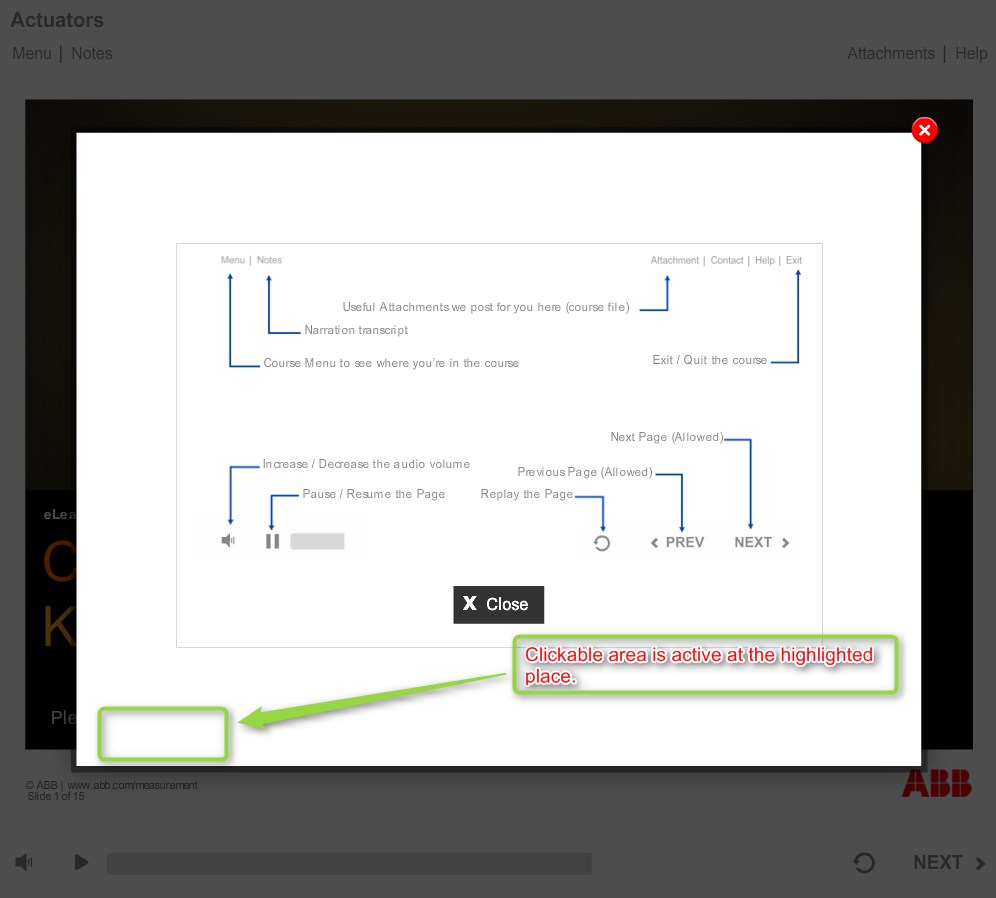 Actuators
Menu | Notes
Attachments | Help
Menu | Notes
Attachment | Contact | Help | Exit
Useful Attachments we post for you here (course file)
Narration transcript
Course Menu to see where you're in the course
Exit / Quit the course
Next Page (Allowed)
Increase / Decrease the audio volume
Previous Page (Allowed)
Pause / Resume the Page
Replay the Page
PREV
NEXT
X Close
eLea
C
K
Clickable area is active at the highlighted
place.
Ple
© ABB | www.abb.com/measurement
Slide 1 of 15
ABB
NEXT